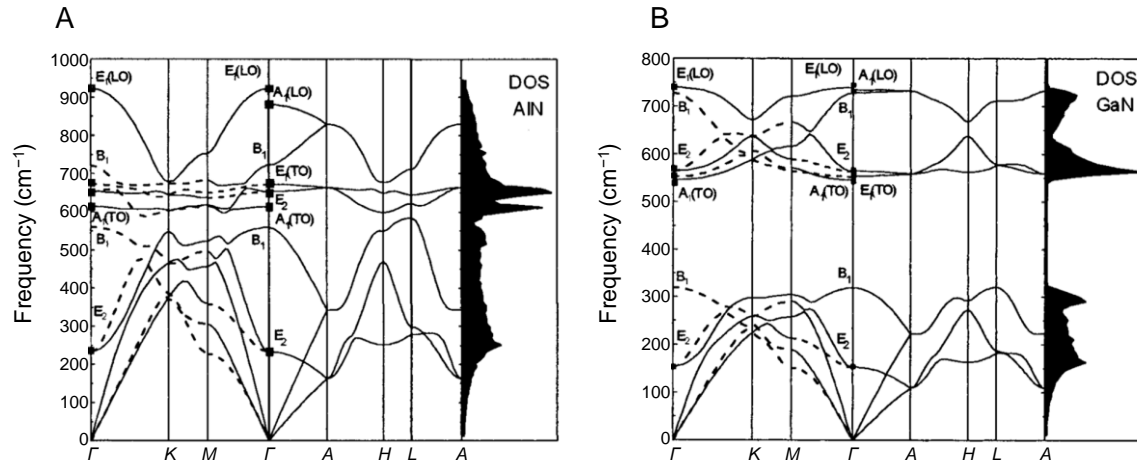 A
B
Frequency (cm⁻¹)
1000
900
800
700
600
500
400
300
200
100
0
E₁(LO)
E₁(LO)
A₁(LO)
DOS
AlN
B₁
B₁
E₁(TO)
E₂
A₁(TO)
A₁(TO)
B₁
B₁
E₂
E₂
Γ K M Γ A H L A
Frequency (cm⁻¹)
800
700
600
500
400
300
200
100
0
E₁(LO)
E₁(LO)
A₁(LO)
DOS
GaN
B₁
B₁
E₂
E₂
A₁(TO)
A₁(TO)
E₁(TO)
B₁
B₁
E₂
E₂
Γ K M Γ A H L A